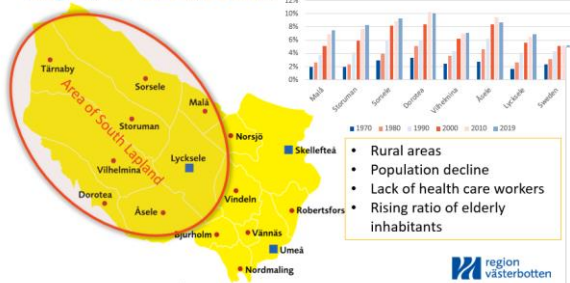 12%
10%
8%
6%
4%
2%
0%
Malå
Storuman
Sorsele
Dorotea
Vilhelmina
Åsele
Lycksele
Sweden
1970
1980
1990
2000
2010
2019
Tärnaby
Sorsele
Malå
Area of South Lapland
Storuman
Norsjö
Skellefteå
Lycksele
Vilhelmina
Dorotea
Vindeln
Åsele
Robertsfors
Bjurholm
Vännäs
Umeå
Nordmaling
• Rural areas
• Population decline
• Lack of health care workers
• Rising ratio of elderly
inhabitants
region
västerbotten